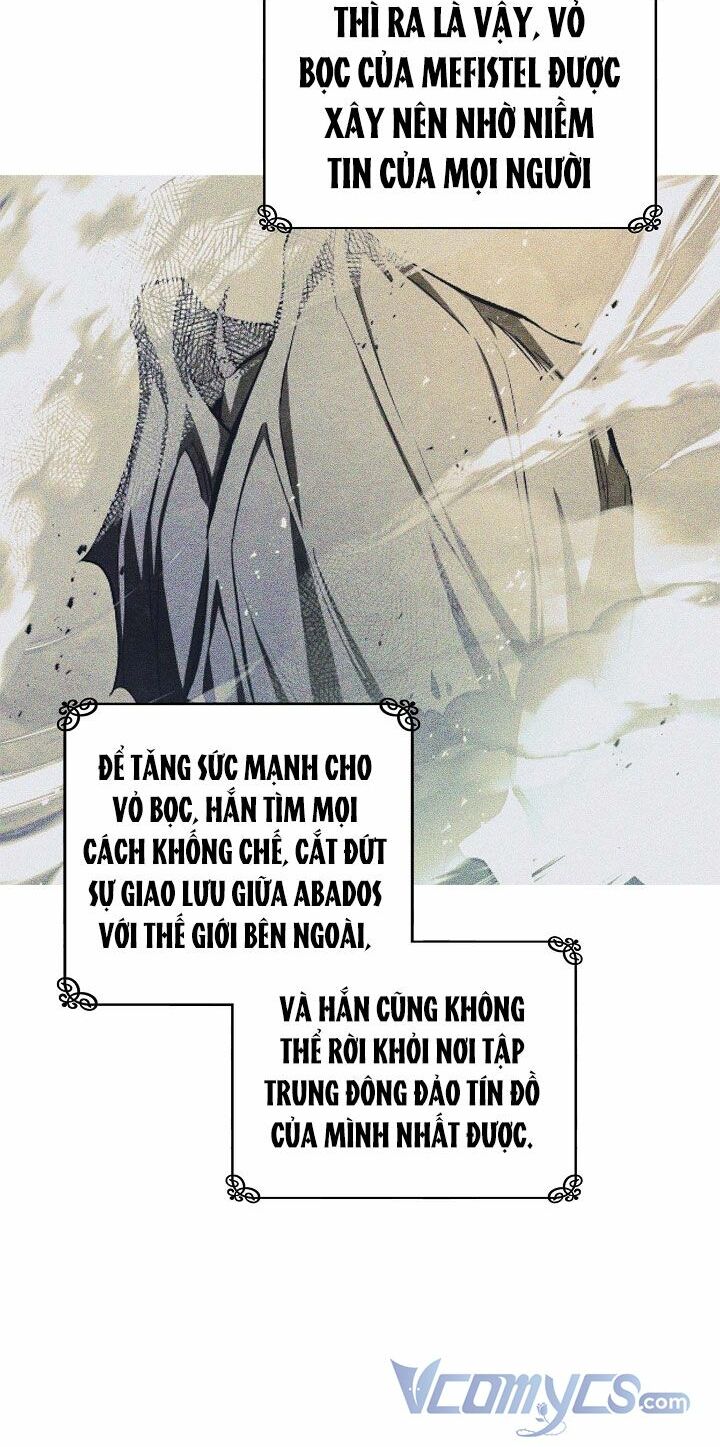 THÌ RA LÀ VẬY, VỎ
BỌC CỦA MEFISTEL ĐƯỢC
XÂY NÊN NHỜ NIỀM
TIN CỦA MỌI NGƯỜI
ĐỂ TĂNG SỨC MẠNH CHO
VỎ BỌC, HẮN TÌM MỌI
CÁCH KHỐNG CHẾ, CẮT ĐỨT
SỰ GIAO LƯU GIỮA ABADOS
VỚI THẾ GIỚI BÊN NGOÀI,
VÀ HẮN CŨNG KHÔNG
THỂ RỜI KHỎI NƠI TẬP
TRUNG ĐÔNG ĐẢO TÍN ĐỒ
CỦA MÌNH NHẤT ĐƯỢC.
VCOMYCS.com